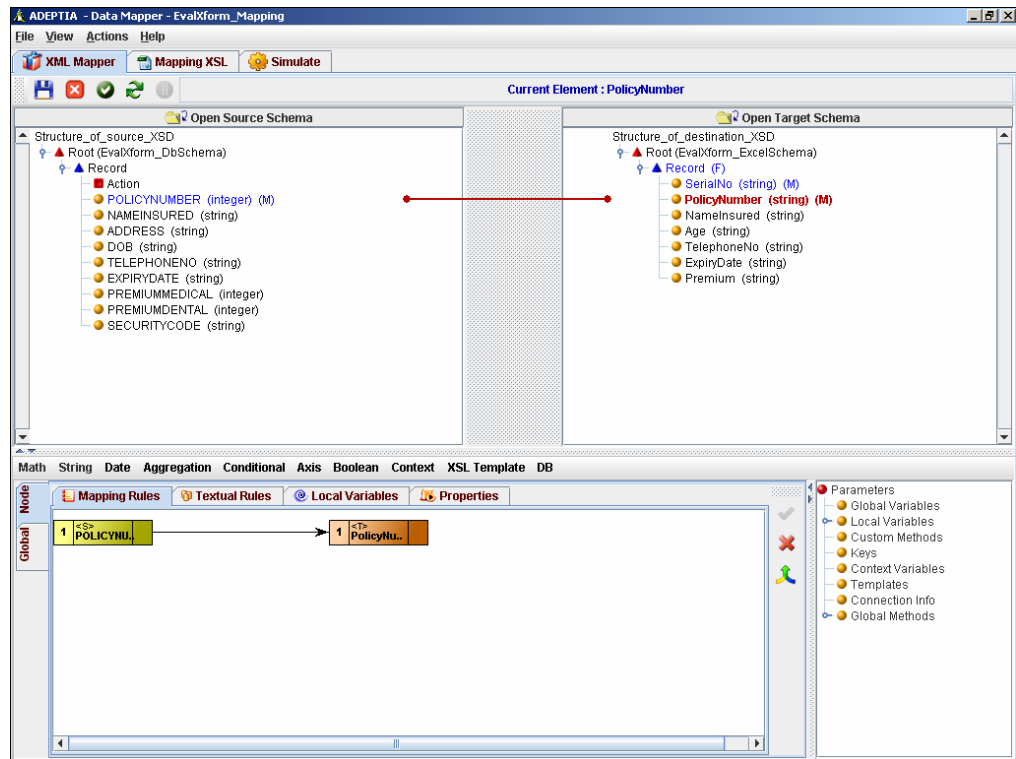 ADEPTIA - Data Mapper - EvalXform_Mapping
File View Actions Help
XML Mapper Mapping XSL Simulate
Current Element : PolicyNumber
Open Source Schema
Structure_of_source_XSD
Root (EvalXform_DbSchema)
Record
Action
POLICYNUMBER (integer) (M)
NAMEINSURED (string)
ADDRESS (string)
DOB (string)
TELEPHONENO (string)
EXPIRYDATE (string)
PREMIUMMEDICAL (integer)
PREMIUMDENTAL (integer)
SECURITYCODE (string)
Open Target Schema
Structure_of_destination_XSD
Root (EvalXform_ExcelSchema)
Record (F)
SerialNo (string) (M)
PolicyNumber (string) (M)
NameInsured (string)
Age (string)
TelephoneNo (string)
ExpiryDate (string)
Premium (string)
Math String Date Aggregation Conditional Axis Boolean Context XSL Template DB
Node
Global
Mapping Rules Textual Rules Local Variables Properties
1 <S> POLICYNU..
1 <T> PolicyNu..
Parameters
Global Variables
Local Variables
Custom Methods
Keys
Context Variables
Templates
Connection Info
Global Methods